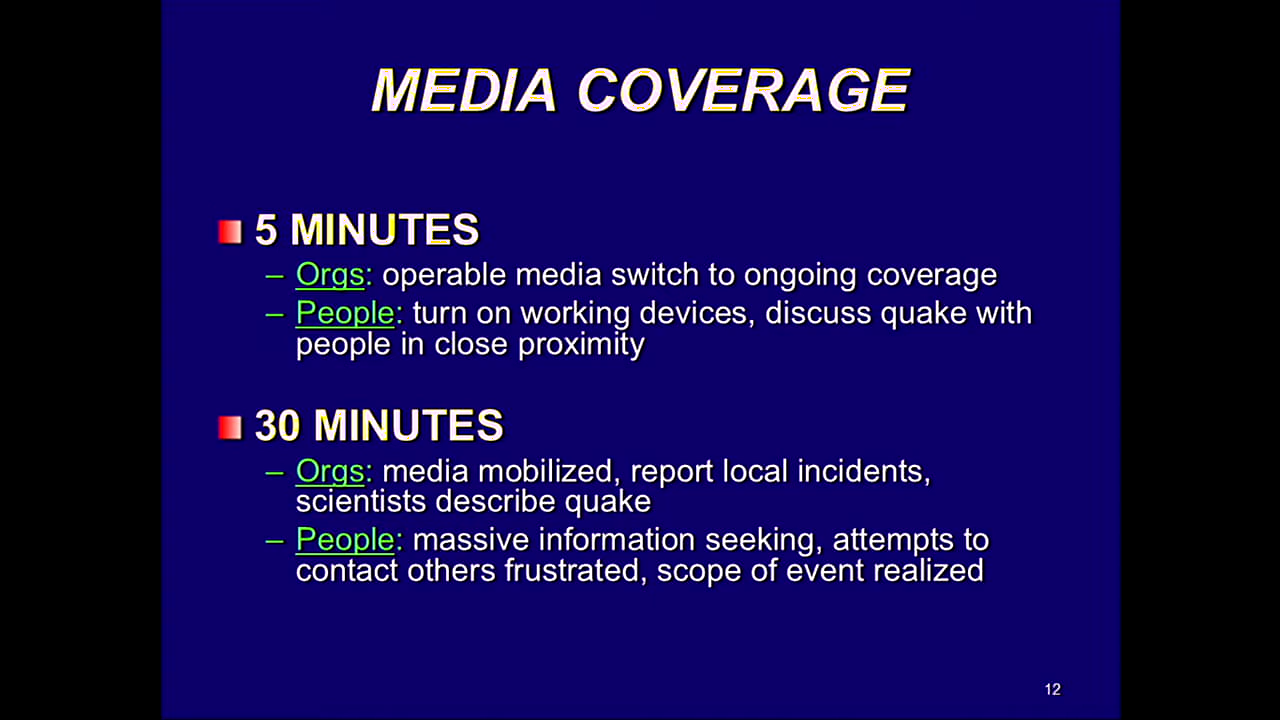 MEDIA COVERAGE
5 MINUTES
– Orgs: operable media switch to ongoing coverage
– People: turn on working devices, discuss quake with
people in close proximity
30 MINUTES
– Orgs: media mobilized, report local incidents,
scientists describe quake
– People: massive information seeking, attempts to
contact others frustrated, scope of event realized
12